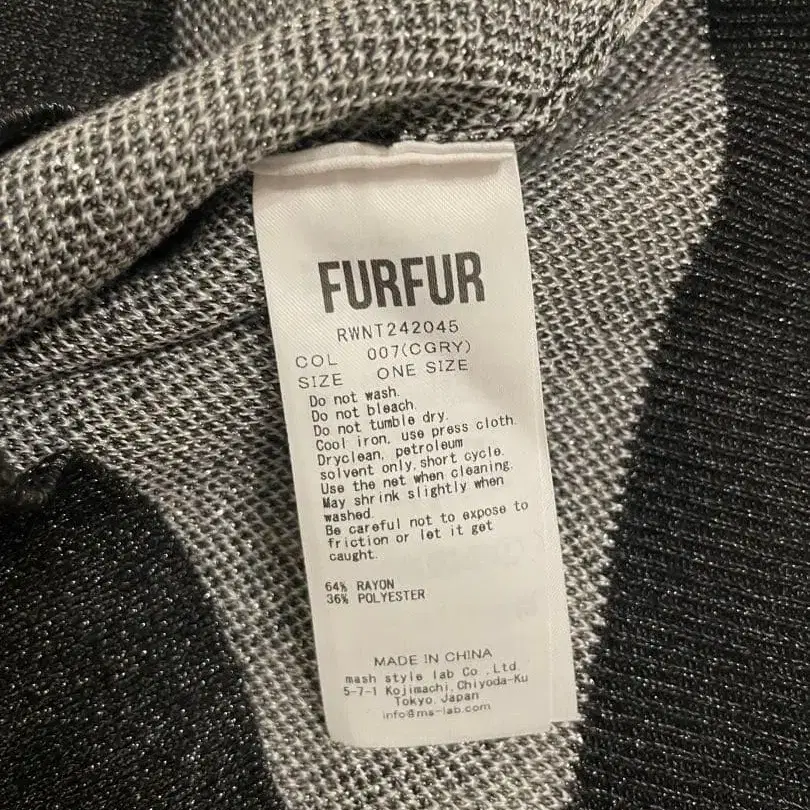 FURFUR
RWNT242045
COL 007(CGRY)
SIZE ONE SIZE
Do not wash.
Do not bleach.
Do not tumble dry.
Cool iron, use press cloth.
Dryclean, petroleum
solvent only, short cycle.
Use the net when cleaning.
May shrink slightly when
washed.
Be careful not to expose to
friction or let it get
caught.
64% RAYON
36% POLYESTER
MADE IN CHINA
mash style lab Co .,Ltd.
5-7-1 Kojimachi, Chiyoda-Ku
Tokyo, Japan
info@ms-lab.com